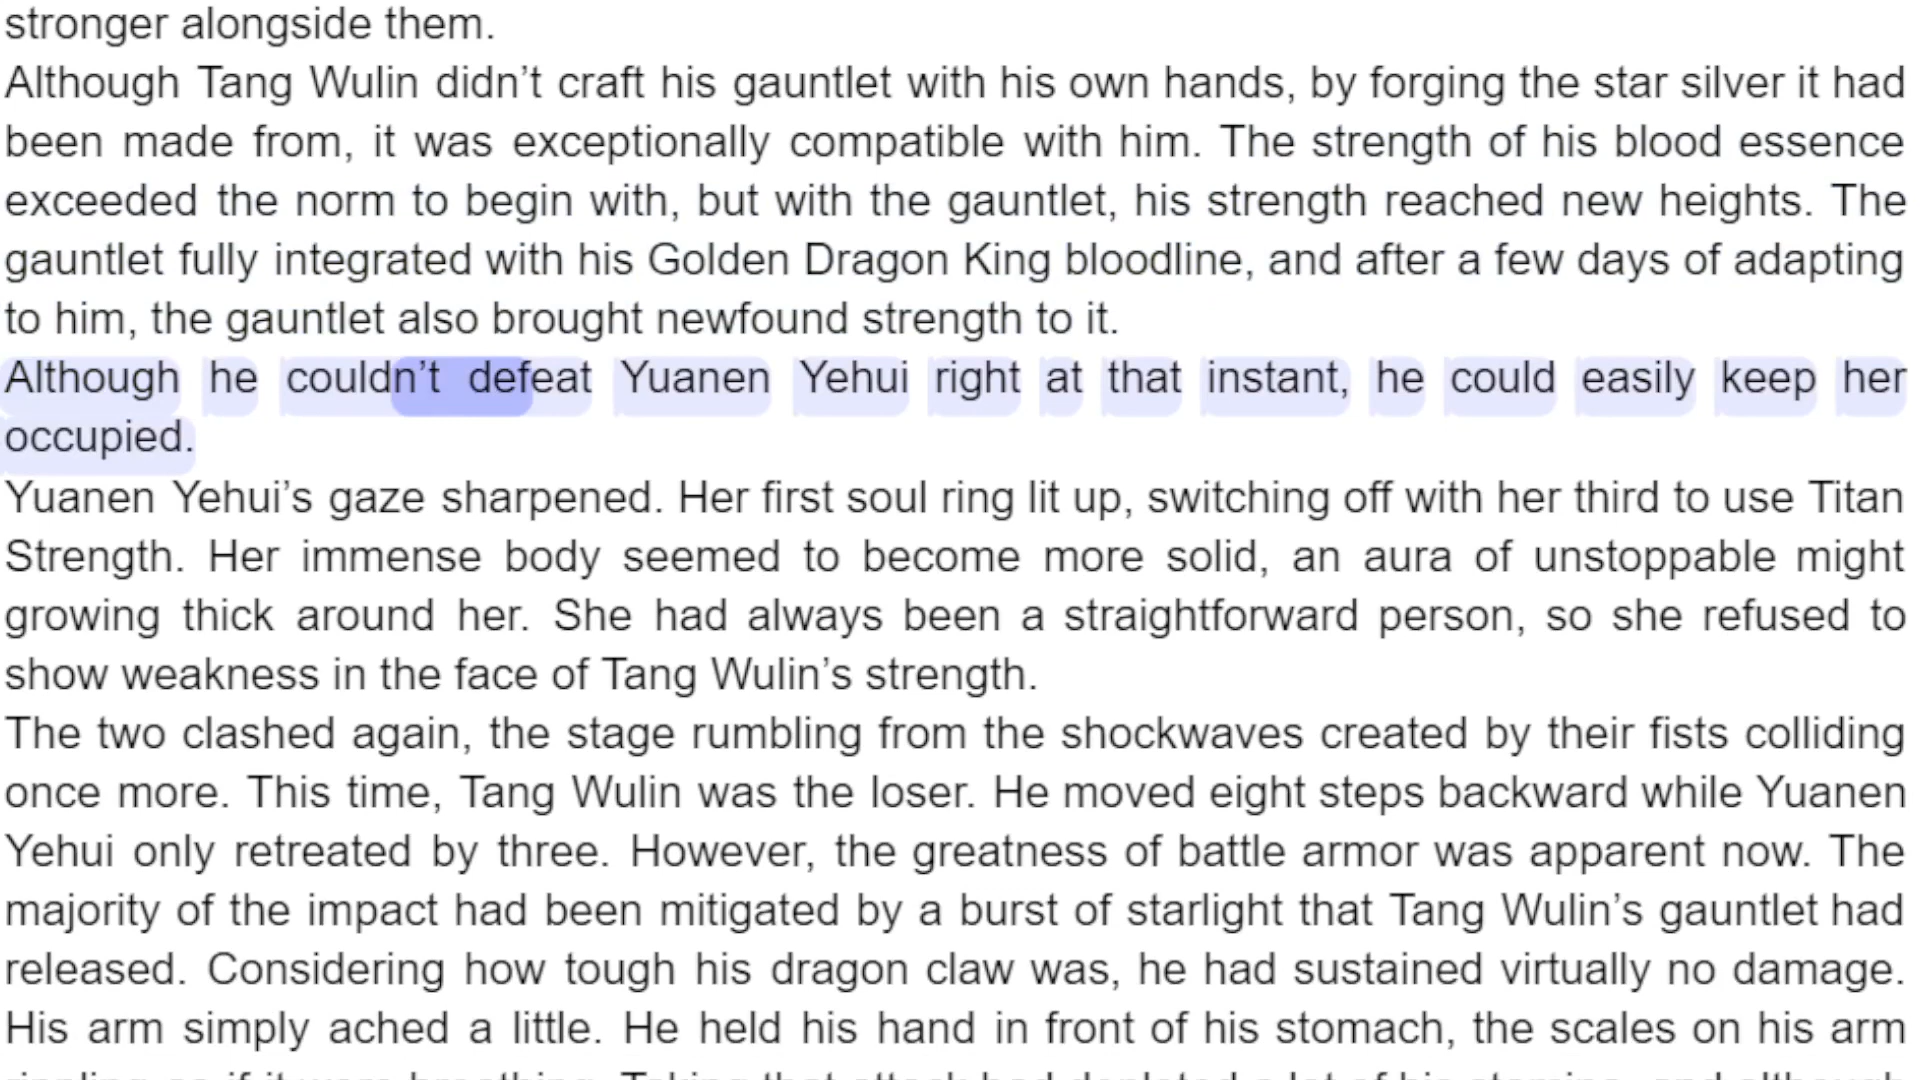 stronger alongside them.
Although Tang Wulin didn’t craft his gauntlet with his own hands, by forging the star silver it had
been made from, it was exceptionally compatible with him. The strength of his blood essence
exceeded the norm to begin with, but with the gauntlet, his strength reached new heights. The
gauntlet fully integrated with his Golden Dragon King bloodline, and after a few days of adapting
to him, the gauntlet also brought newfound strength to it.
Although he couldn’t defeat Yuanen Yehui right at that instant, he could easily keep her
occupied.
Yuanen Yehui’s gaze sharpened. Her first soul ring lit up, switching off with her third to use Titan
Strength. Her immense body seemed to become more solid, an aura of unstoppable might
growing thick around her. She had always been a straightforward person, so she refused to
show weakness in the face of Tang Wulin’s strength.
The two clashed again, the stage rumbling from the shockwaves created by their fists colliding
once more. This time, Tang Wulin was the loser. He moved eight steps backward while Yuanen
Yehui only retreated by three. However, the greatness of battle armor was apparent now. The
majority of the impact had been mitigated by a burst of starlight that Tang Wulin’s gauntlet had
released. Considering how tough his dragon claw was, he had sustained virtually no damage.
His arm simply ached a little. He held his hand in front of his stomach, the scales on his arm